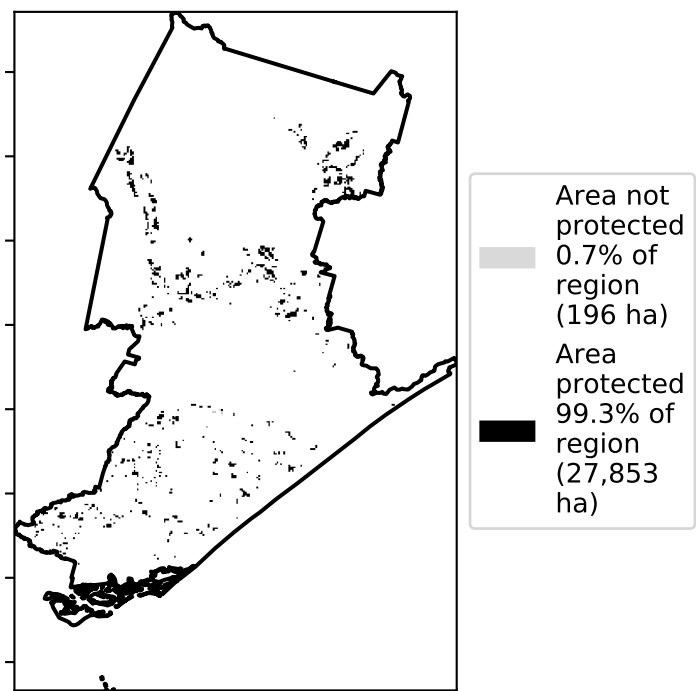 Area not
protected
0.7% of
region
(196 ha)
Area
protected
99.3% of
region
(27,853
ha)